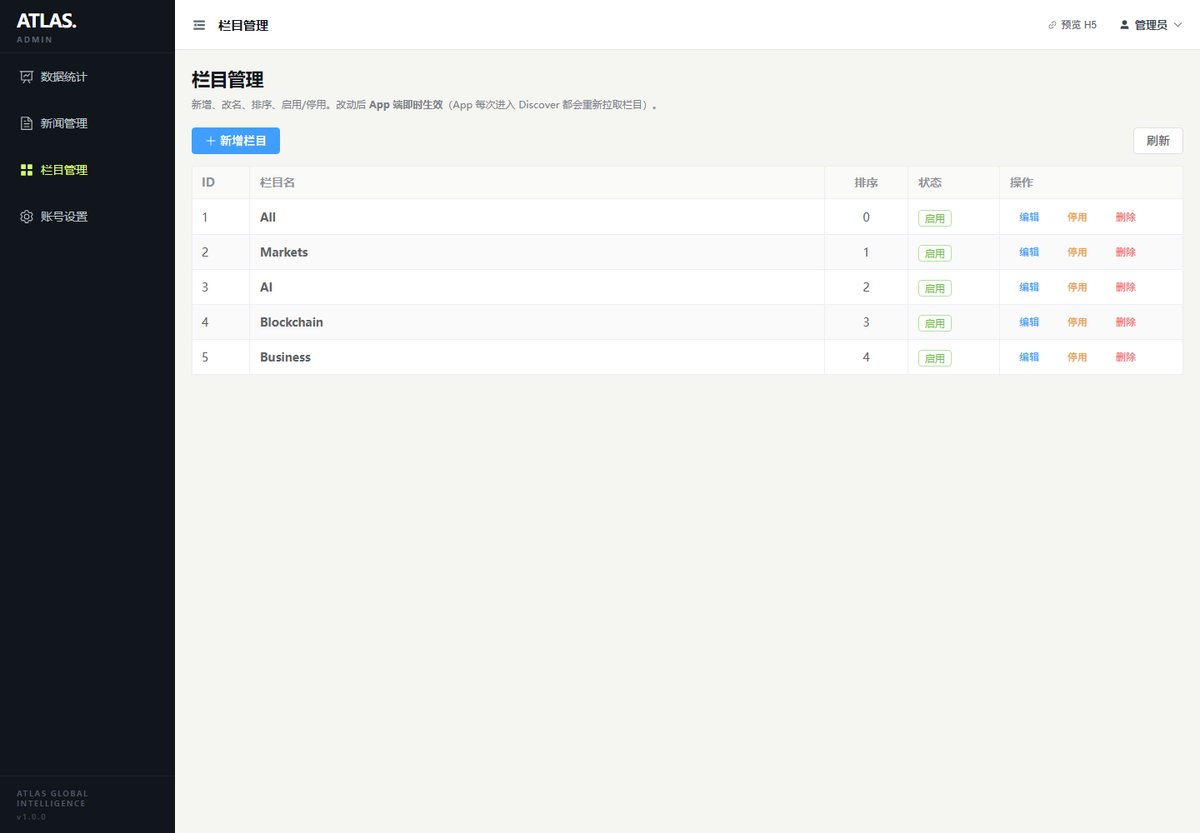 ATLAS.
ADMIN
数据统计
新闻管理
栏目管理
账号设置
ATLAS GLOBAL
INTELLIGENCE
v1.0.0
栏目管理
预览 H5
管理员
栏目管理
新增、改名、排序、启用/停用。改动后 App 端即时生效（App 每次进入 Discover 都会重新拉取栏目）。
新增栏目
刷新
ID 栏目名 排序 状态 操作
1 All 0 启用 编辑 停用 删除
2 Markets 1 启用 编辑 停用 删除
3 AI 2 启用 编辑 停用 删除
4 Blockchain 3 启用 编辑 停用 删除
5 Business 4 启用 编辑 停用 删除